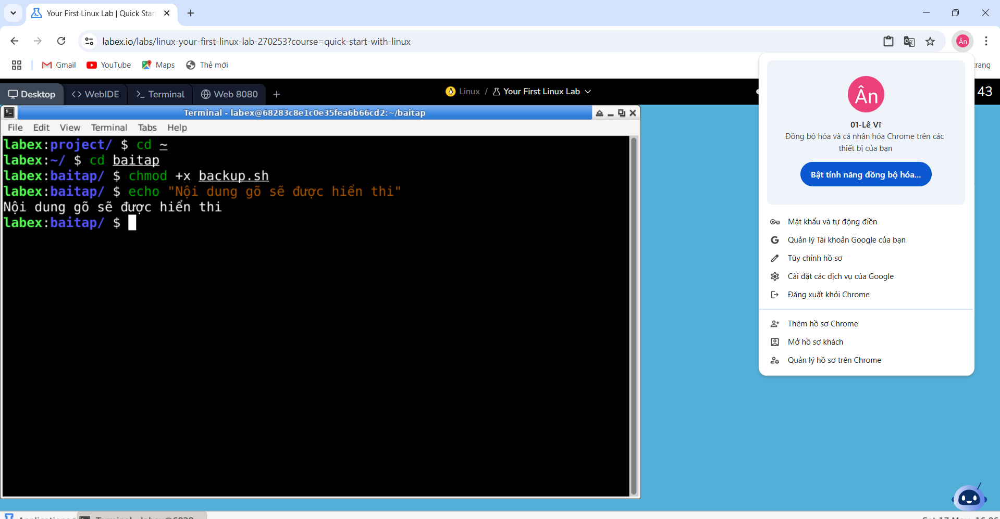 Your First Linux Lab | Quick Star
labex.io/labs/linux-your-first-linux-lab-270253?course=quick-start-with-linux
Ân
Gmail
YouTube
Maps
Thẻ mới
trang
Desktop
WebIDE
Terminal
Web 8080
Linux / Your First Linux Lab
43
Terminal - labex@68283c8e1c0e35fea6b66cd2:~/baitap
File Edit View Terminal Tabs Help
labex:project/ $ cd ~
labex:~/ $ cd baitap
labex:baitap/ $ chmod +x backup.sh
labex:baitap/ $ echo "Nội dung gõ sẽ được hiển thi"
Nội dung gõ sẽ được hiển thi
labex:baitap/ $
Ân
01-Lê Vĩ
Đồng bộ hóa và cá nhân hóa Chrome trên các
thiết bị của bạn
Bật tính năng đồng bộ hóa...
Mật khẩu và tự động điền
Quản lý Tài khoản Google của bạn
Tùy chỉnh hồ sơ
Cài đặt các dịch vụ của Google
Đăng xuất khỏi Chrome
Thêm hồ sơ Chrome
Mở hồ sơ khách
Quản lý hồ sơ trên Chrome